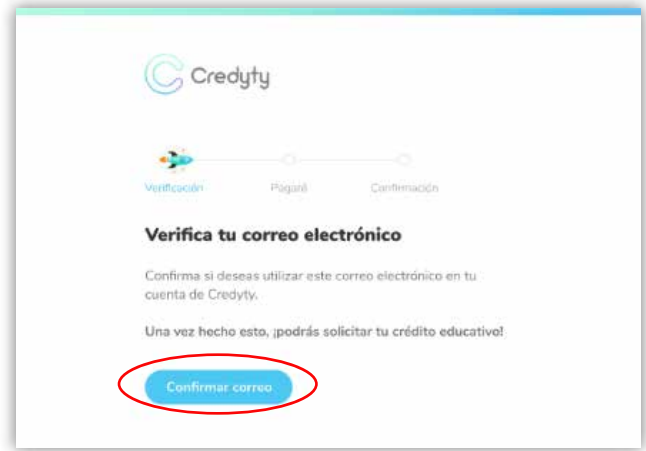 Credyty
Verificación Pagaré Confirmación
Verifica tu correo electrónico
Confirma si deseas utilizar este correo electrónico en tu
cuenta de Credyty.
Una vez hecho esto, ¡podrás solicitar tu crédito educativo!
Confirmar correo